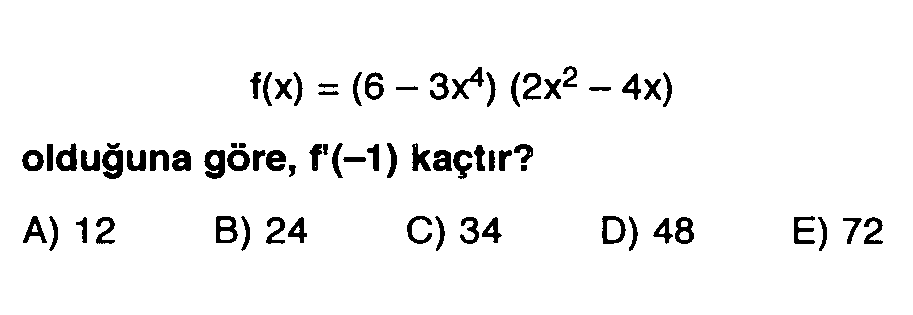 f(x) = (6 – 3x⁴) (2x² – 4x)
olduğuna göre, f'(–1) kaçtır?
A) 12 B) 24 C) 34 D) 48 E) 72